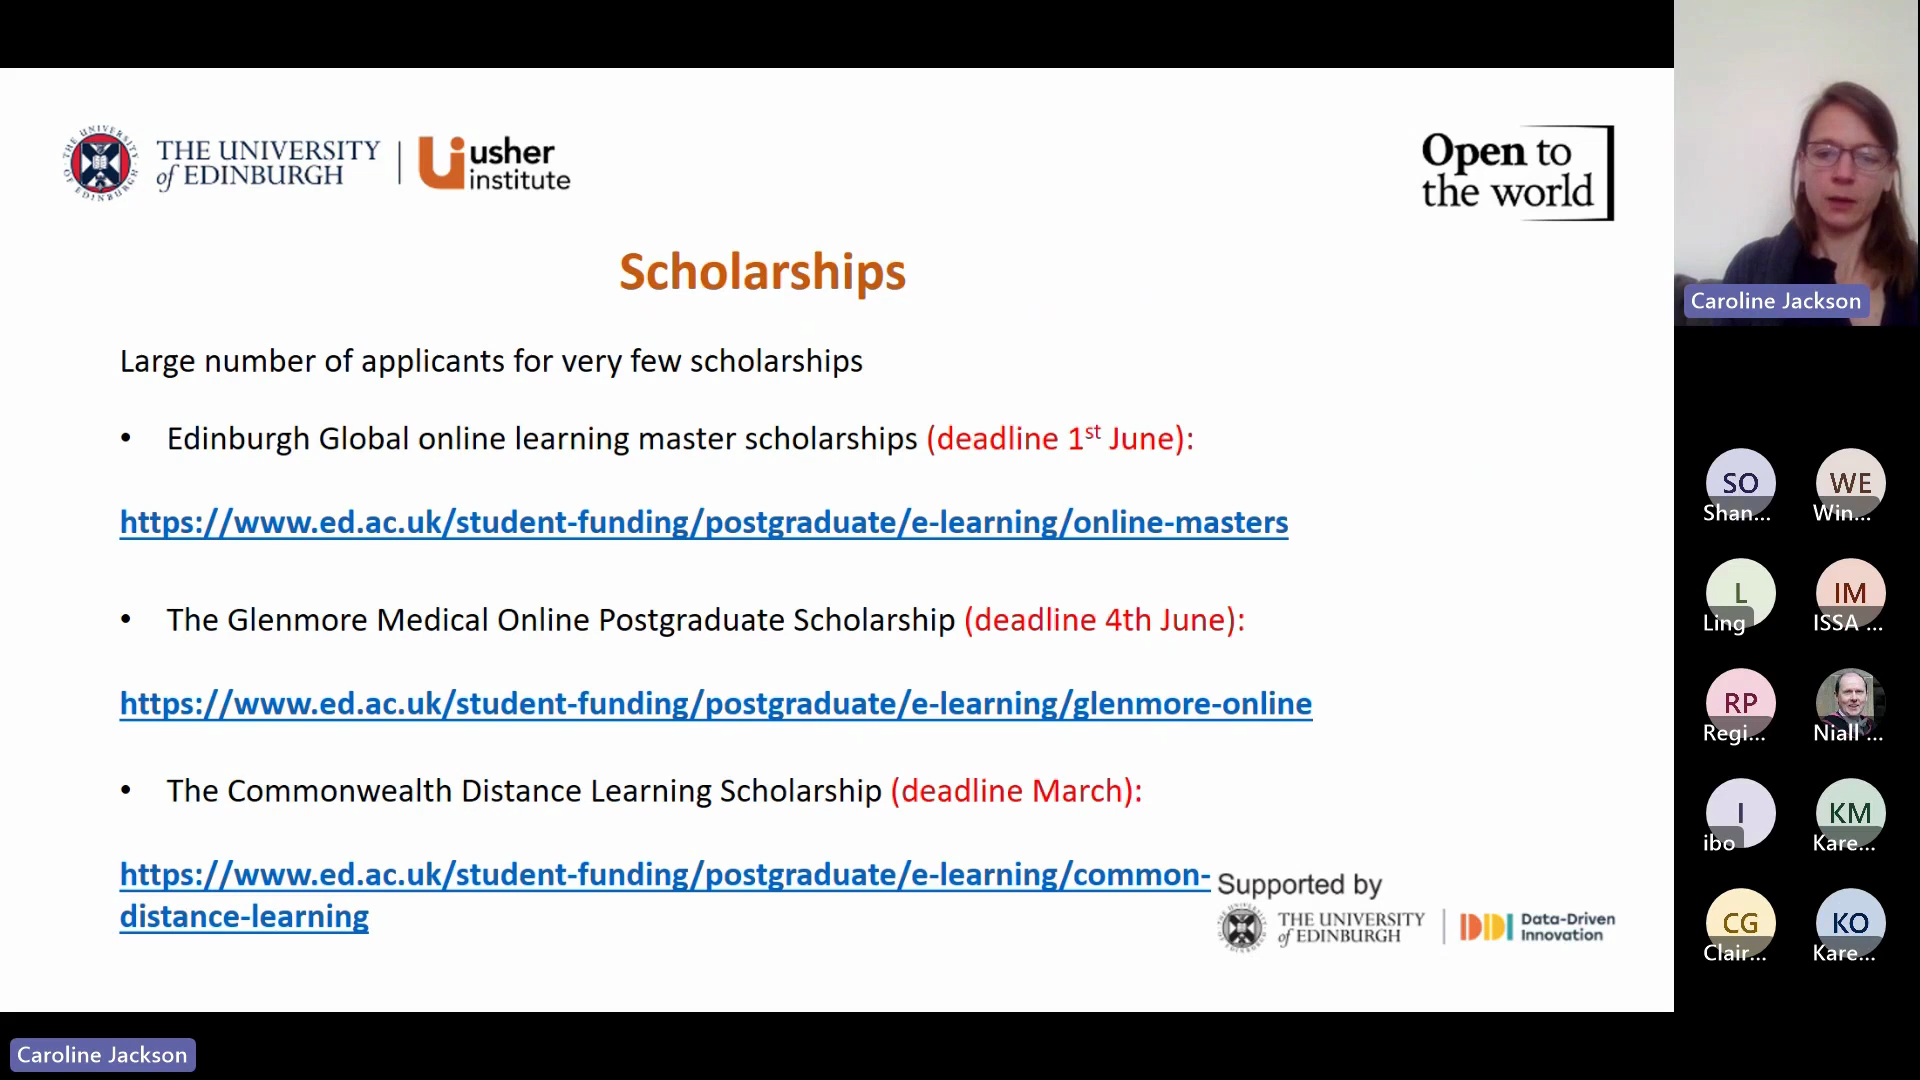 THE UNIVERSITY
of EDINBURGH
usher
institute
Open to
the world
Scholarships
Large number of applicants for very few scholarships
• Edinburgh Global online learning master scholarships (deadline 1st June):
https://www.ed.ac.uk/student-funding/postgraduate/e-learning/online-masters
• The Glenmore Medical Online Postgraduate Scholarship (deadline 4th June):
https://www.ed.ac.uk/student-funding/postgraduate/e-learning/glenmore-online
• The Commonwealth Distance Learning Scholarship (deadline March):
https://www.ed.ac.uk/student-funding/postgraduate/e-learning/common-
distance-learning
Supported by
THE UNIVERSITY
of EDINBURGH
DDI
Data-Driven
Innovation
Caroline Jackson
Caroline Jackson
SO
Shan...
WE
Win...
L
Ling
IM
ISSA ...
RP
Regi...
Niall ...
I
ibo
KM
Kare...
CG
Clair...
KO
Kare...